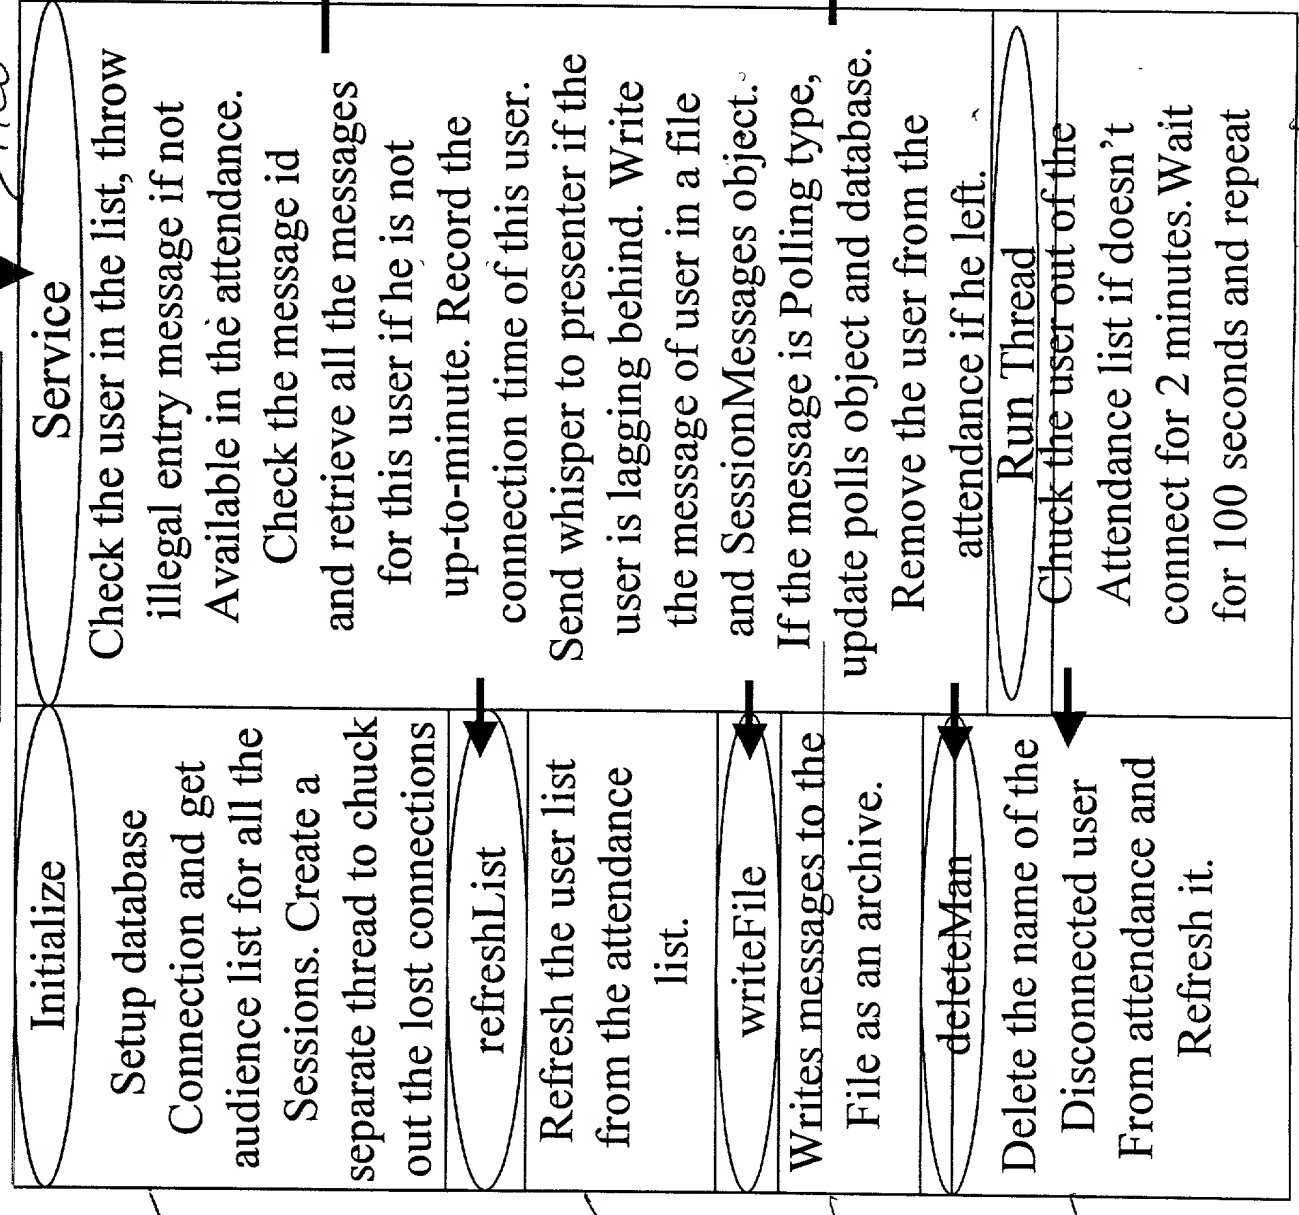 Initialize
Setup database
Connection and get
audience list for all the
Sessions. Create a
separate thread to chuck
out the lost connections
refreshList
Refresh the user list
from the attendance
list.
writeFile
Writes messages to the
File as an archive.
deleteMan
Delete the name of the
Disconnected user
From attendance and
Refresh it.
Service
Check the user in the list, throw
illegal entry message if not
Available in the attendance.
Check the message id
and retrieve all the messages
for this user if he is not
up-to-minute. Record the
connection time of this user.
Send whisper to presenter if the
user is lagging behind. Write
the message of user in a file
and SessionMessages object.
If the message is Polling type,
update polls object and database.
Remove the user from the
attendance if he left.
Run Thread
Chuck the user out of the
Attendance list if doesn't
connect for 2 minutes. Wait
for 100 seconds and repeat